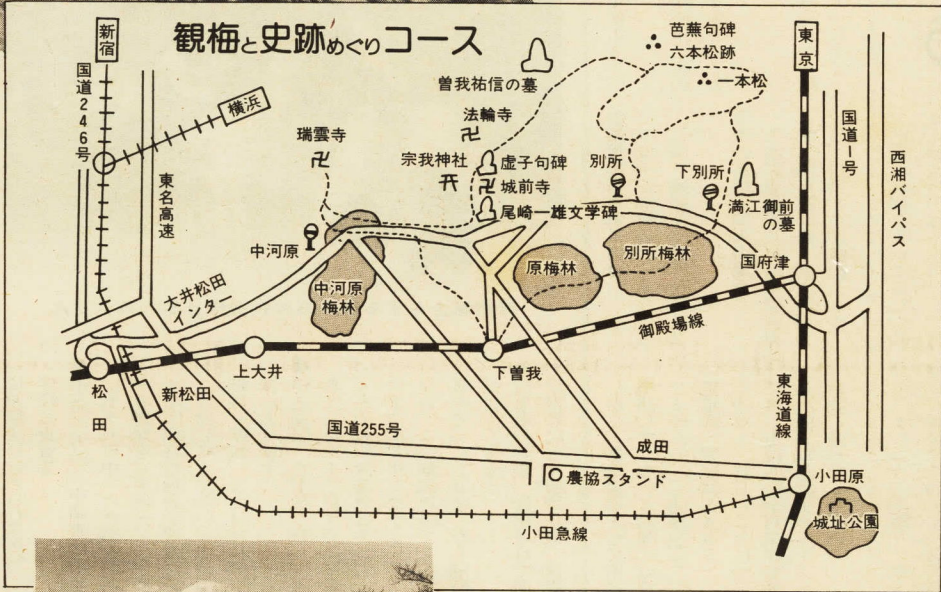 観梅と史跡めぐりコース
新宿
国道246号
横浜
東名高速
瑞雲寺
中河原
中河原
梅林
大井松田
インター
松田
新松田
上大井
国道255号
曽我祐信の墓
法輪寺
宗我神社
虚子句碑
城前寺
尾崎一雄文学碑
芭蕉句碑
六本松跡
一本松
別所
下別所
満江御前
の墓
原梅林
別所梅林
国府津
御殿場線
下曽我
成田
農協スタンド
小田急線
東京
国道1号
西湘バイパス
東海道線
小田原
城址公園